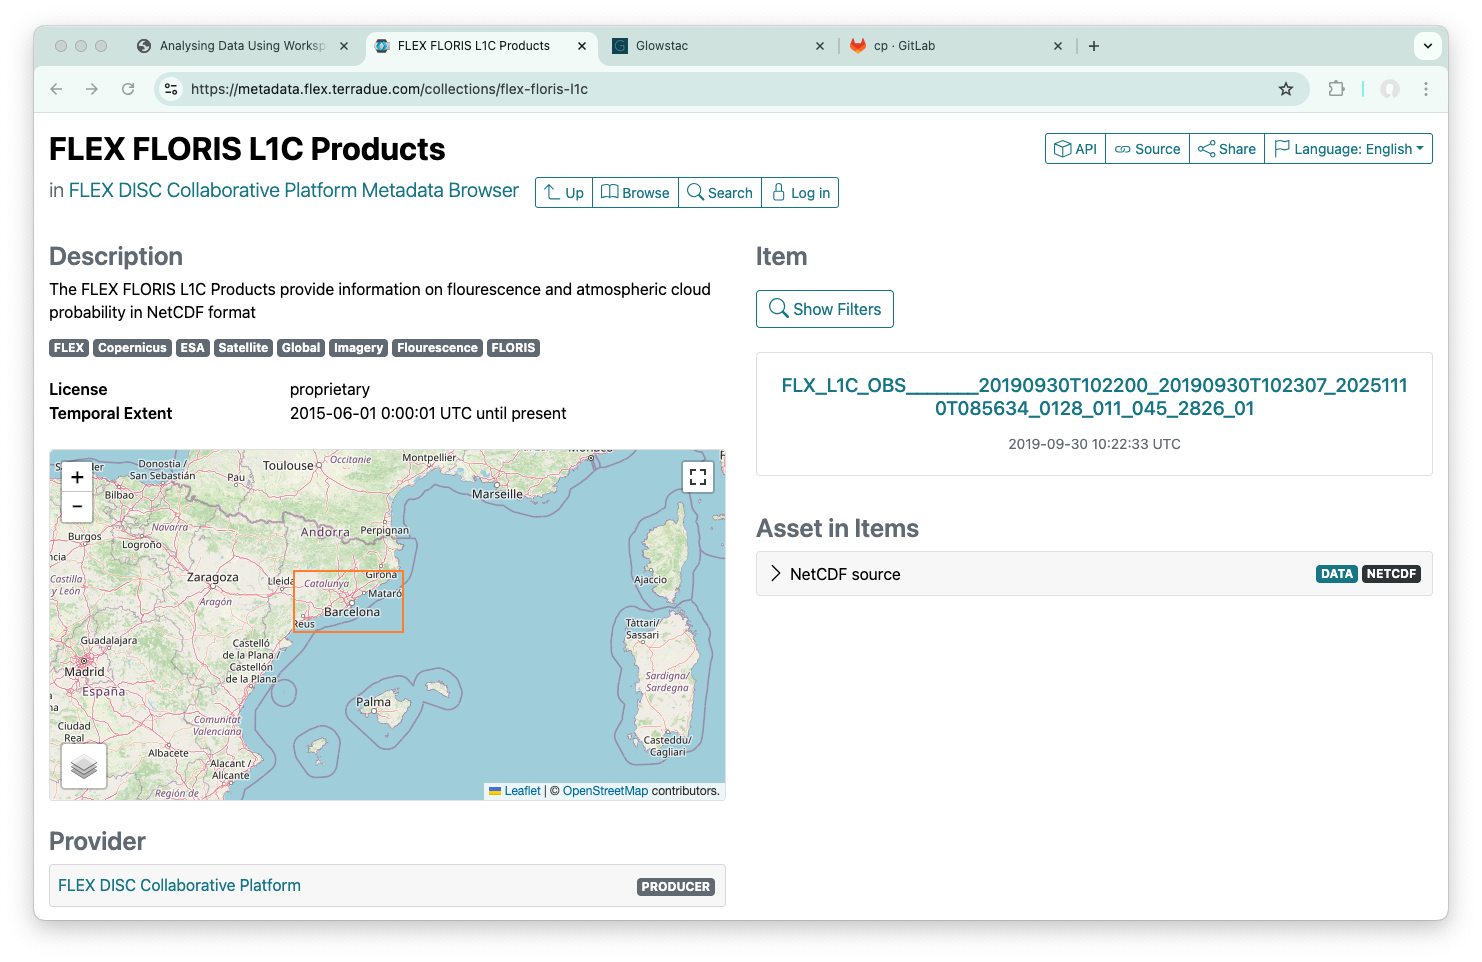 Analysing Data Using Worksp
FLEX FLORIS L1C Products
Glowstac
cp · GitLab
https://metadata.flex.terradue.com/collections/flex-floris-l1c
FLEX FLORIS L1C Products
API
Source
Share
Language: English
in FLEX DISC Collaborative Platform Metadata Browser
Up
Browse
Search
Log in
Description
The FLEX FLORIS L1C Products provide information on flourescence and atmospheric cloud
probability in NetCDF format
FLEX Copernicus ESA Satellite Global Imagery Flourescence FLORIS
License proprietary
Temporal Extent 2015-06-01 0:00:01 UTC until present
+
−
Donostia /
San Sebastián
Bilbao
Pau
Toulouse
Occitanie
Montpellier
Marseille
Navarra
Burgos
Logroño
Andorra
Perpignan
Castilla
y León
Zaragoza
Aragón
Lleida
Catalunya
Girona
Mataró
Barcelona
Reus
Ajaccio
Guadalajara
Madrid
España
Castelló
de la Plana /
Castellón
de la Plana
Tàttari/
Sassari
Sardigna/
Sardegna
Palma
Ciudad
Real
Comunitat
Valenciana
Albacete
Alacant /
Alicante
Región de
Casteddu/
Cagliari
Leaflet | © OpenStreetMap contributors.
Provider
FLEX DISC Collaborative Platform
PRODUCER
Item
Show Filters
FLX_L1C_OBS_______20190930T102200_20190930T102307_2025111
0T085634_0128_011_045_2826_01
2019-09-30 10:22:33 UTC
Asset in Items
NetCDF source
DATA NETCDF